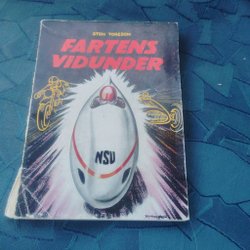 STEN TORESON
FARTENS
VIDUNDER
NSU